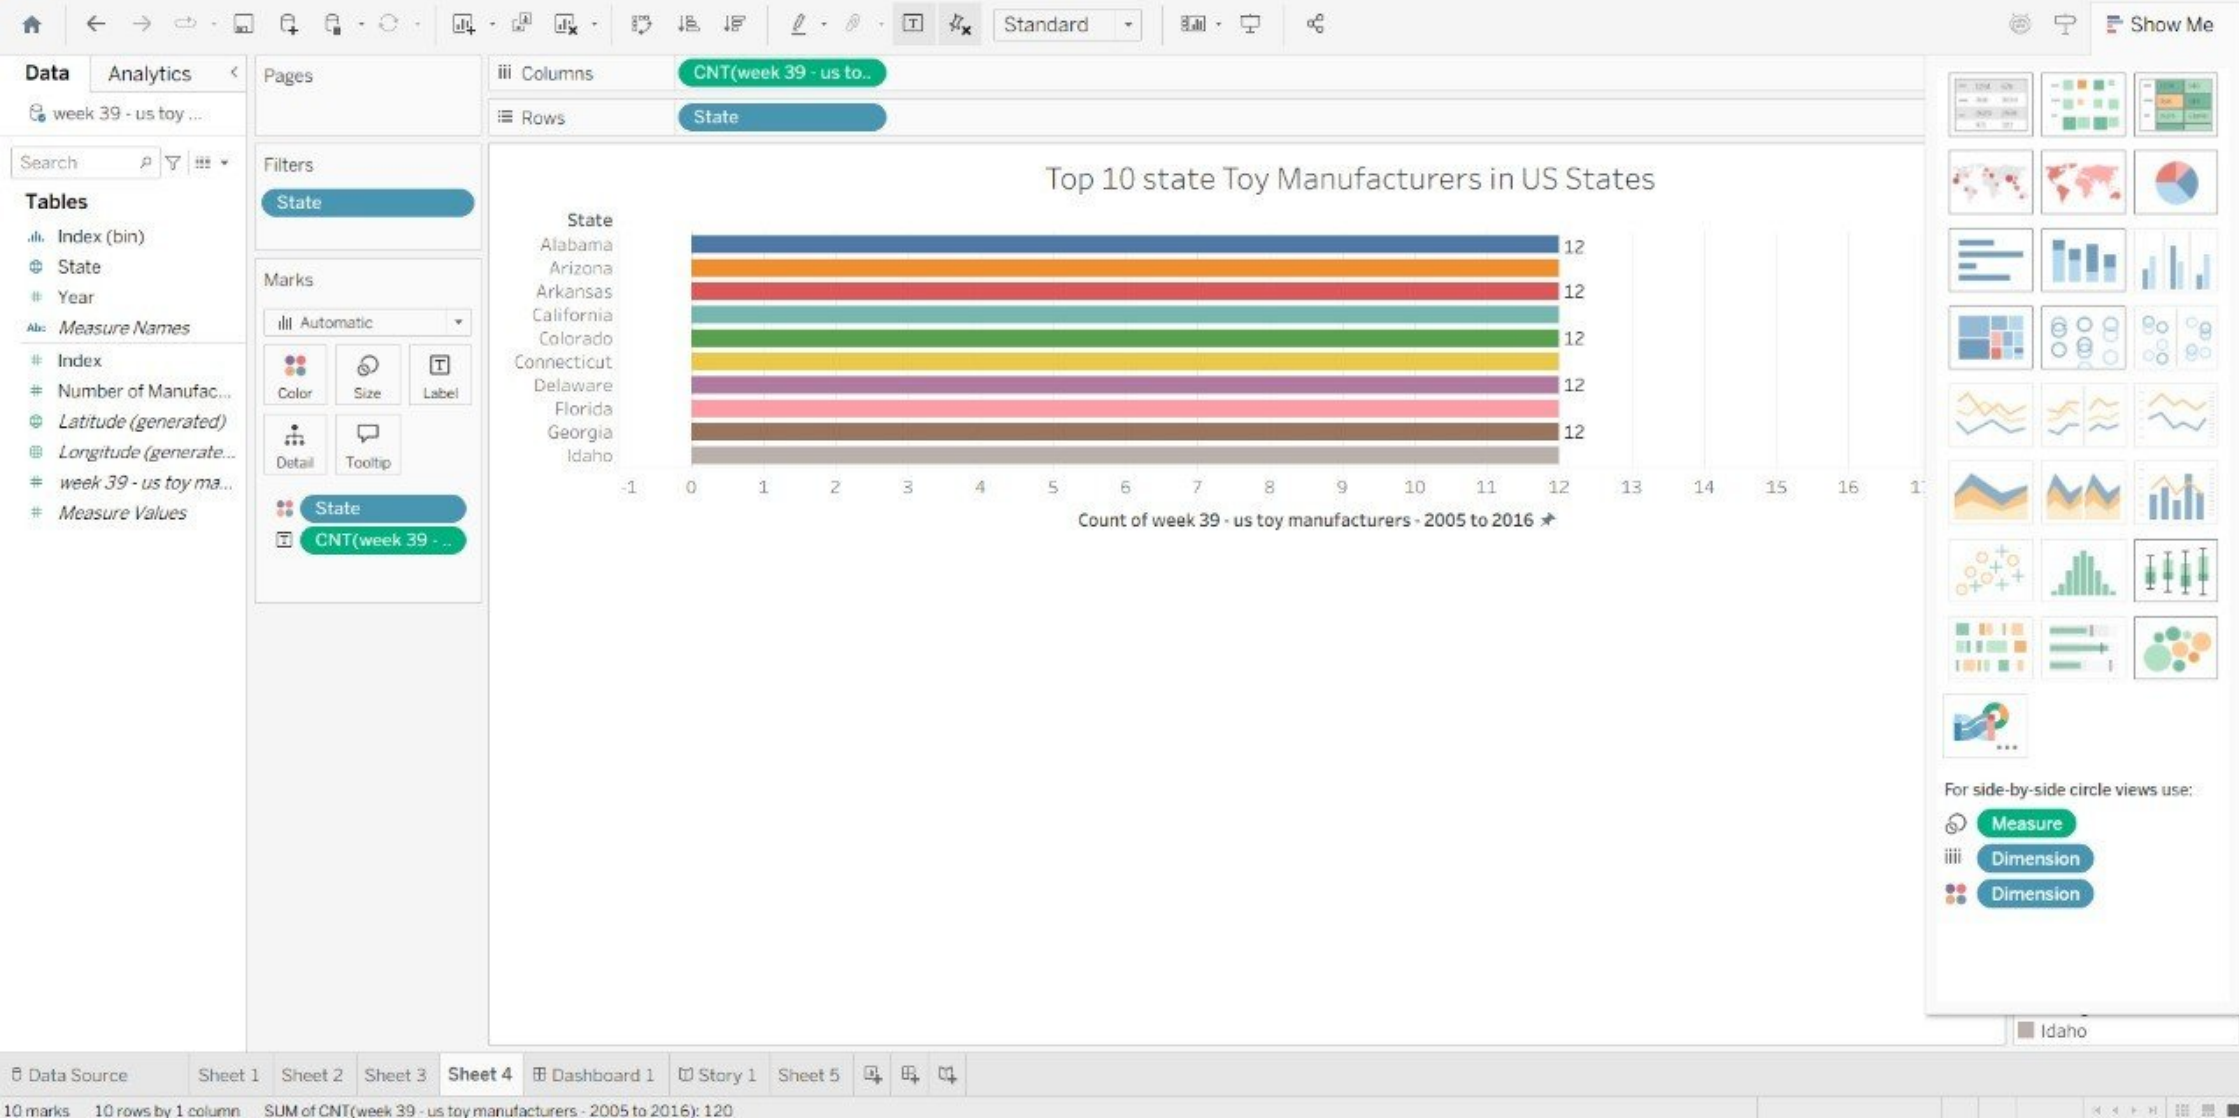 Standard
Show Me
Data
Analytics
week 39 - us toy ...
Search
Tables
Index (bin)
State
Year
Abc Measure Names
Index
Number of Manufac...
Latitude (generated)
Longitude (generate...
week 39 - us toy ma...
Measure Values
Pages
Filters
State
Marks
Automatic
Color
Size
Label
Detail
Tooltip
State
CNT(week 39 - ..
Columns
CNT(week 39 - us to..
Rows
State
Top 10 state Toy Manufacturers in US States
State
Alabama 12
Arizona
Arkansas 12
California
Colorado 12
Connecticut
Delaware 12
Florida
Georgia 12
Idaho
-1 0 1 2 3 4 5 6 7 8 9 10 11 12 13 14 15 16
Count of week 39 - us toy manufacturers - 2005 to 2016
For side-by-side circle views use:
Measure
Dimension
Dimension
Idaho
Data Source
Sheet 1
Sheet 2
Sheet 3
Sheet 4
Dashboard 1
Story 1
Sheet 5
10 marks 10 rows by 1 column SUM of CNT(week 39 - us toy manufacturers - 2005 to 2016): 120